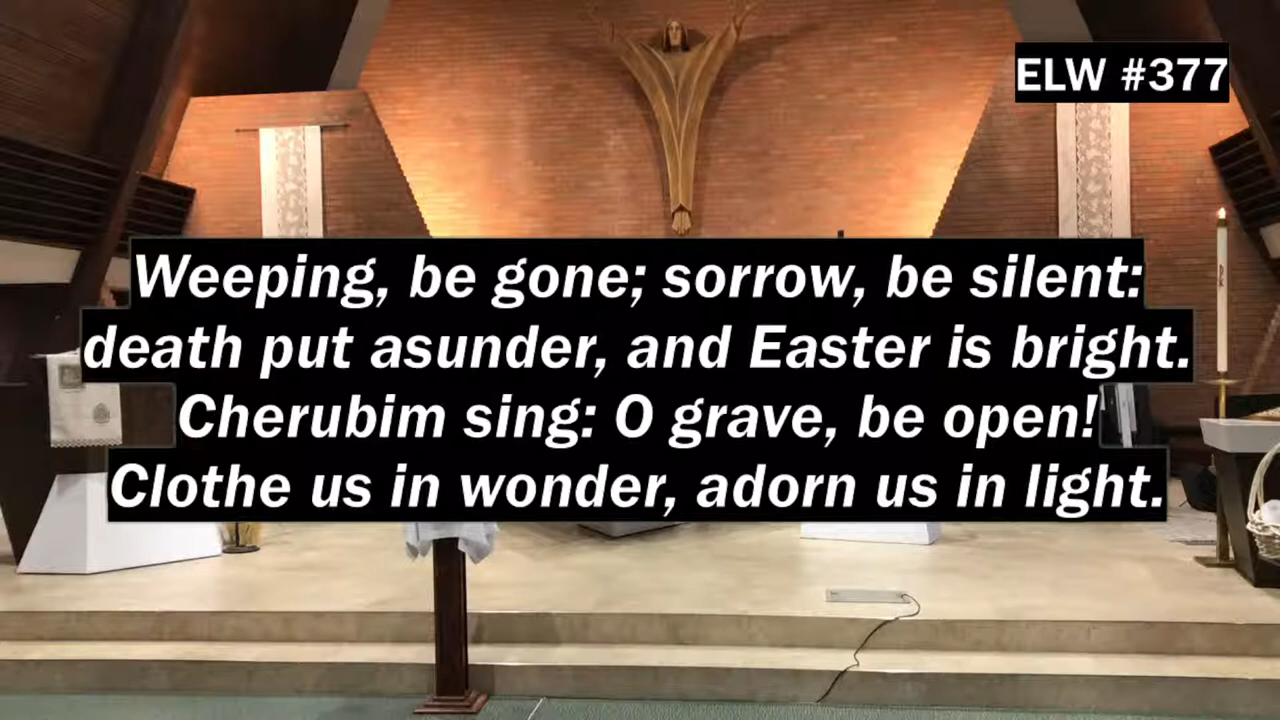 ELW #377
Weeping, be gone; sorrow, be silent:
death put asunder, and Easter is bright.
Cherubim sing: O grave, be open!
Clothe us in wonder, adorn us in light.